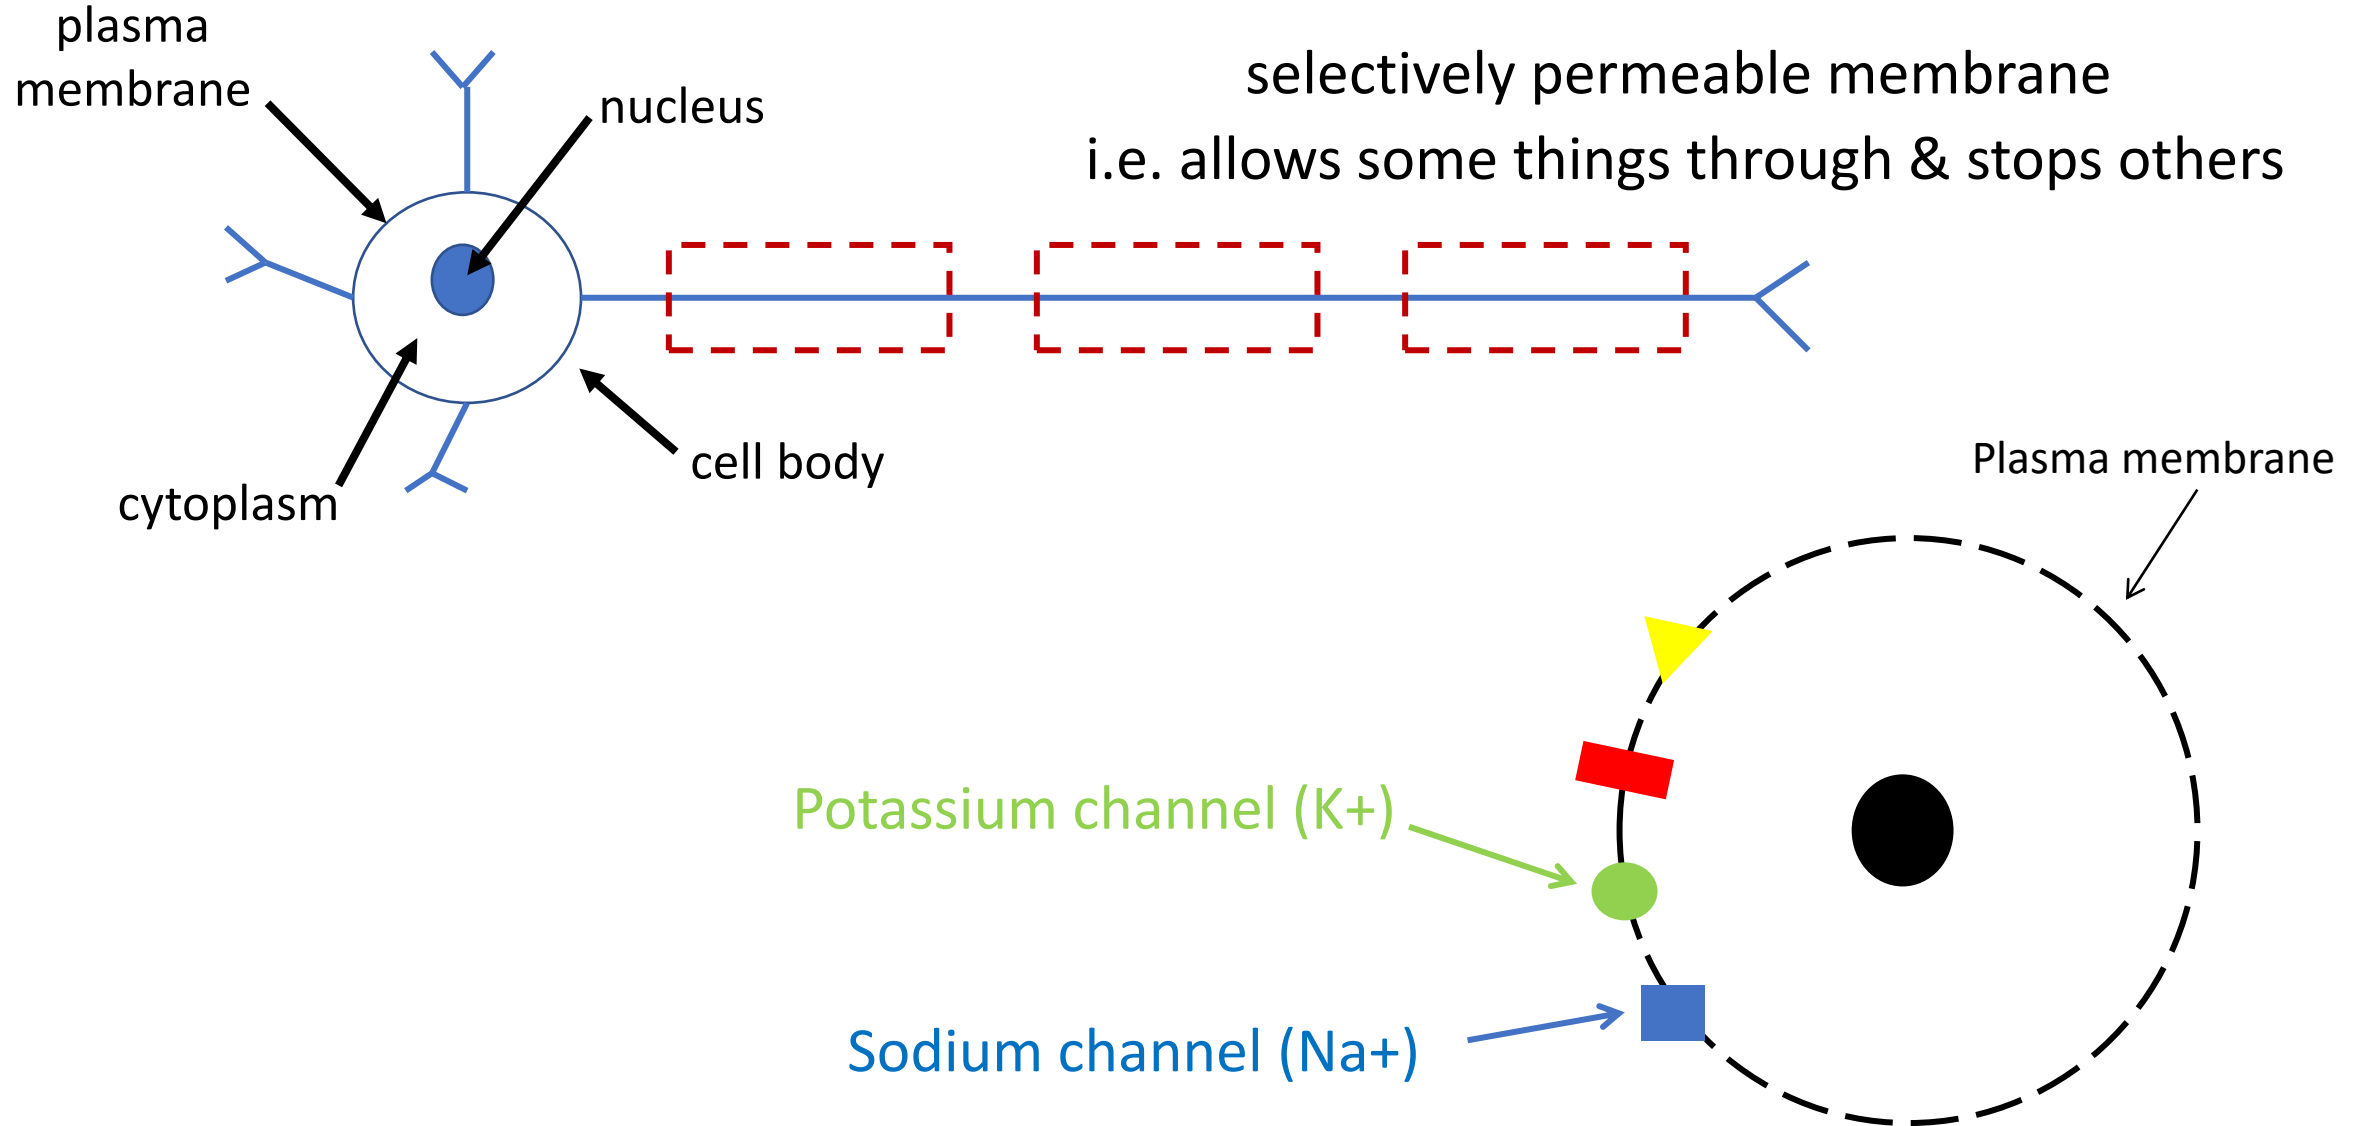 plasma
membrane
nucleus
selectively permeable membrane
i.e. allows some things through & stops others
cell body
cytoplasm
Plasma membrane
Potassium channel (K+)
Sodium channel (Na+)